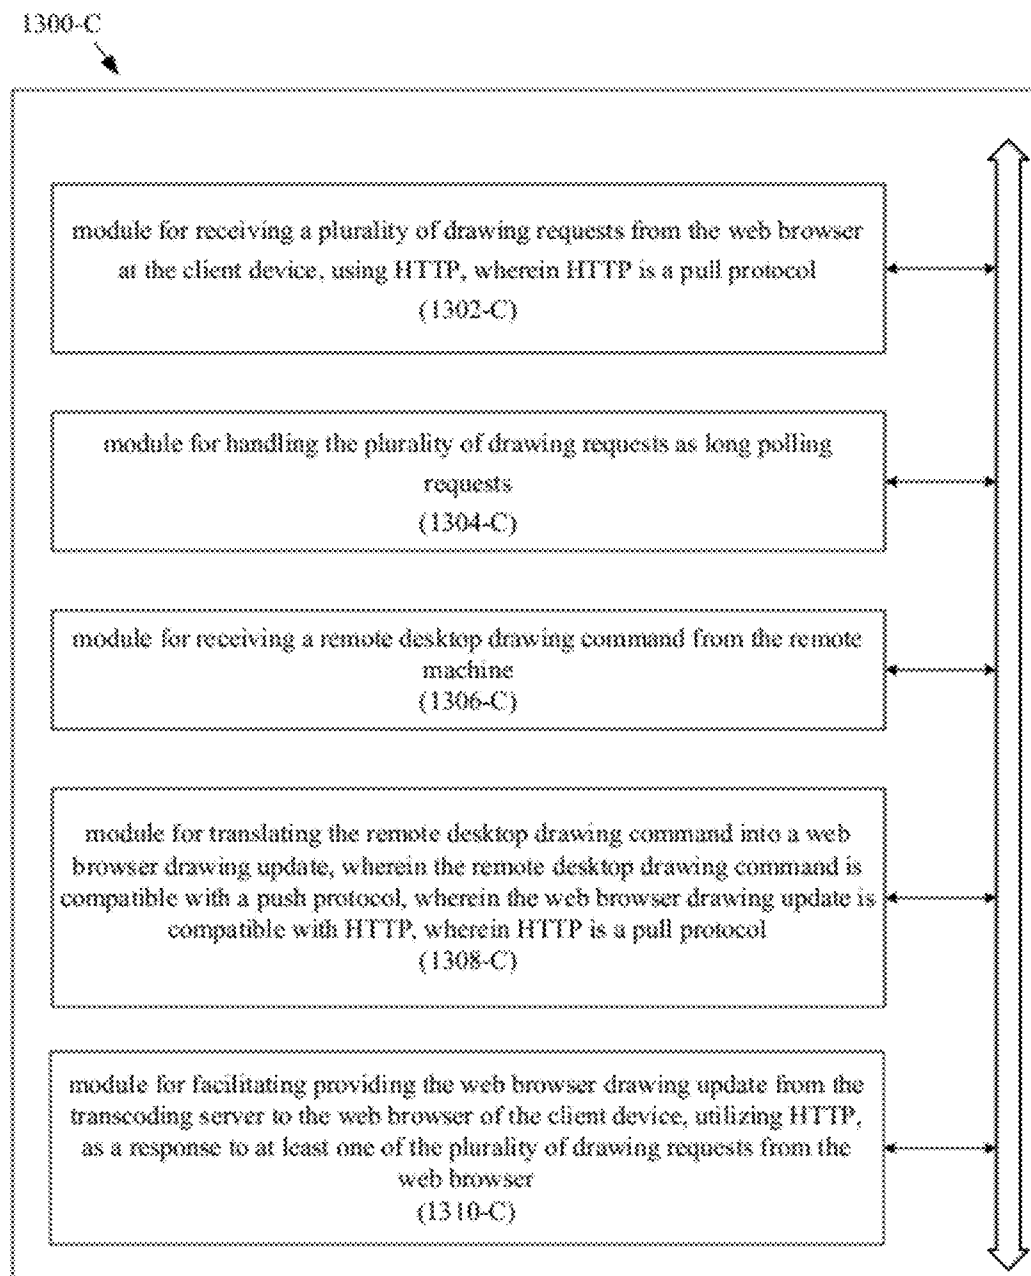 1300-C
module for receiving a plurality of drawing requests from the web browser
at the client device, using HTTP, wherein HTTP is a pull protocol
(1302-C)
module for handling the plurality of drawing requests as long polling
requests
(1304-C)
module for receiving a remote desktop drawing command from the remote
machine
(1306-C)
module for translating the remote desktop drawing command into a web
browser drawing update, wherein the remote desktop drawing command is
compatible with a push protocol, wherein the web browser drawing update is
compatible with HTTP, wherein HTTP is a pull protocol
(1308-C)
module for facilitating providing the web browser drawing update from the
transcoding server to the web browser of the client device, utilizing HTTP,
as a response to at least one of the plurality of drawing requests from the
web browser
(1310-C)